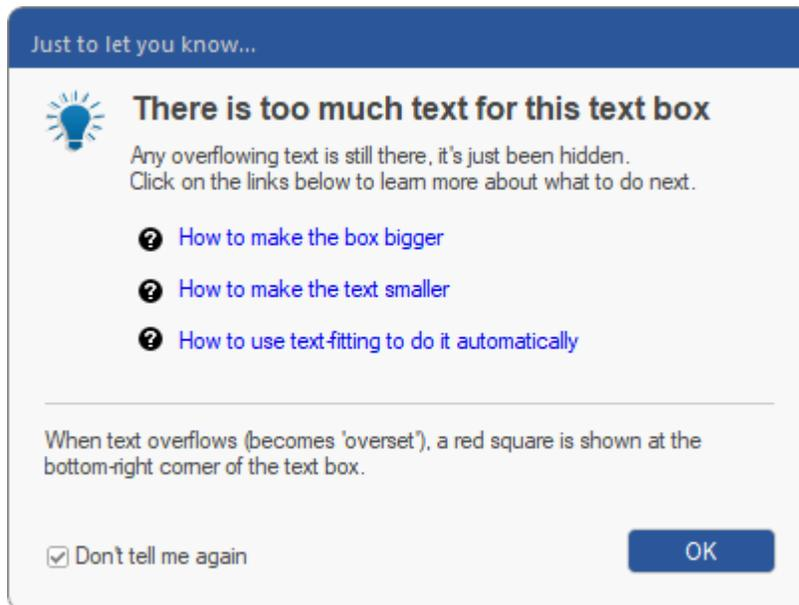 Just to let you know...
There is too much text for this text box
Any overflowing text is still there, it's just been hidden.
Click on the links below to learn more about what to do next.
How to make the box bigger
How to make the text smaller
How to use text-fitting to do it automatically
When text overflows (becomes 'overset'), a red square is shown at the
bottom-right corner of the text box.
Don't tell me again
OK